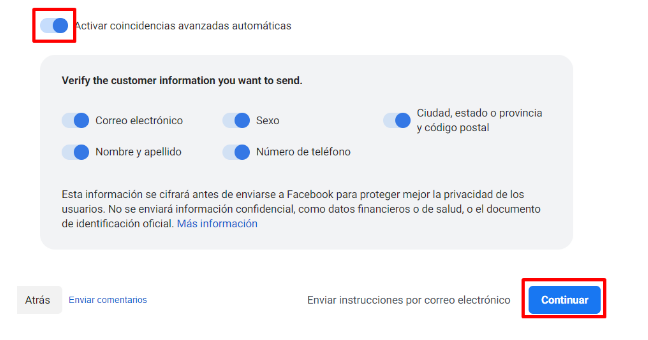 Activar coincidencias avanzadas automáticas
Verify the customer information you want to send.
Correo electrónico
Sexo
Ciudad, estado o provincia
y código postal
Nombre y apellido
Número de teléfono
Esta información se cifrará antes de enviarse a Facebook para proteger mejor la privacidad de los
usuarios. No se enviará información confidencial, como datos financieros o de salud, o el documento
de identificación oficial. Más información
Atrás
Enviar comentarios
Enviar instrucciones por correo electrónico
Continuar